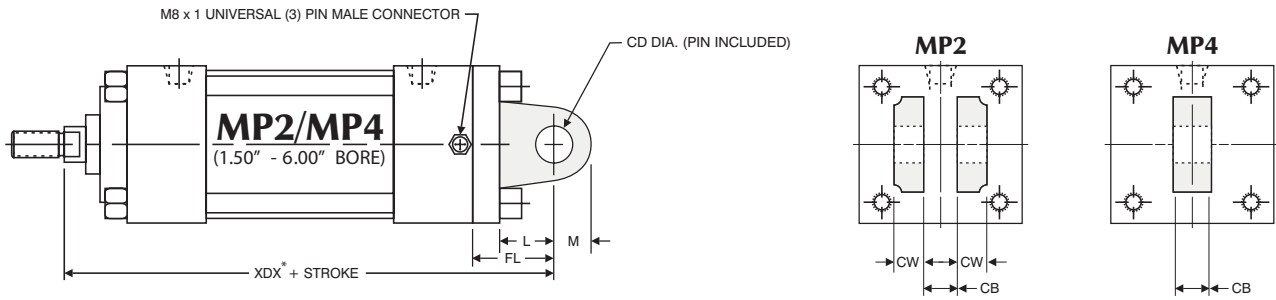 M8 x 1 UNIVERSAL (3) PIN MALE CONNECTOR
CD DIA. (PIN INCLUDED)
MP2/MP4
(1.50" - 6.00" BORE)
L
M
FL
XDX* + STROKE
MP2
CW
CW
CB
MP4
CB